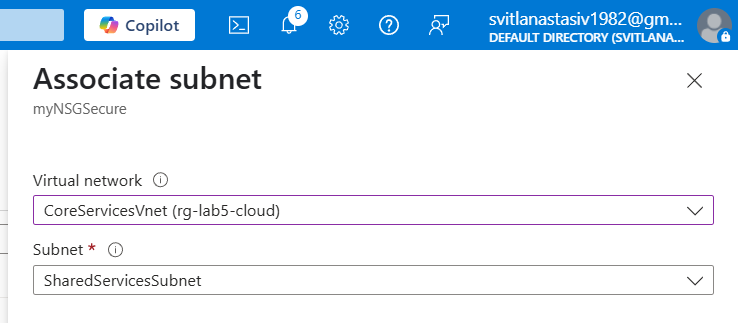 Copilot
6
svitlanastasiv1982@gm...
DEFAULT DIRECTORY (SVITLANA...
Associate subnet
myNSGSecure
Virtual network
CoreServicesVnet (rg-lab5-cloud)
Subnet *
SharedServicesSubnet